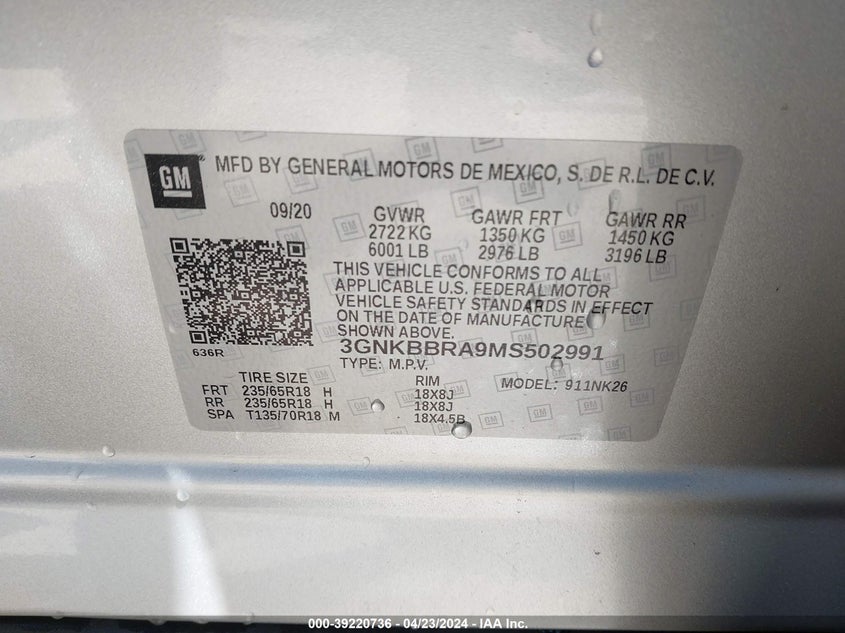 GM ® MFD BY GENERAL MOTORS DE MEXICO, S. DE R.L. DE C.V.
09/20 GVWR GAWR FRT GAWR RR
2722 KG 1350 KG 1450 KG
6001 LB 2976 LB 3196 LB
THIS VEHICLE CONFORMS TO ALL
APPLICABLE U.S. FEDERAL MOTOR
VEHICLE SAFETY STANDARDS IN EFFECT
ON THE DATE OF MANUFACTURE
SHOWN ABOVE.
636R
3GNKBBRA9MS502991
TYPE: M.P.V. MODEL: 911NK26
TIRE SIZE RIM
FRT 235/65R18 H 18X8J
RR 235/65R18 H 18X8J
SPA T135/70R18 M 18X4.5B
000-39220736 - 04/23/2024 - IAA Inc.